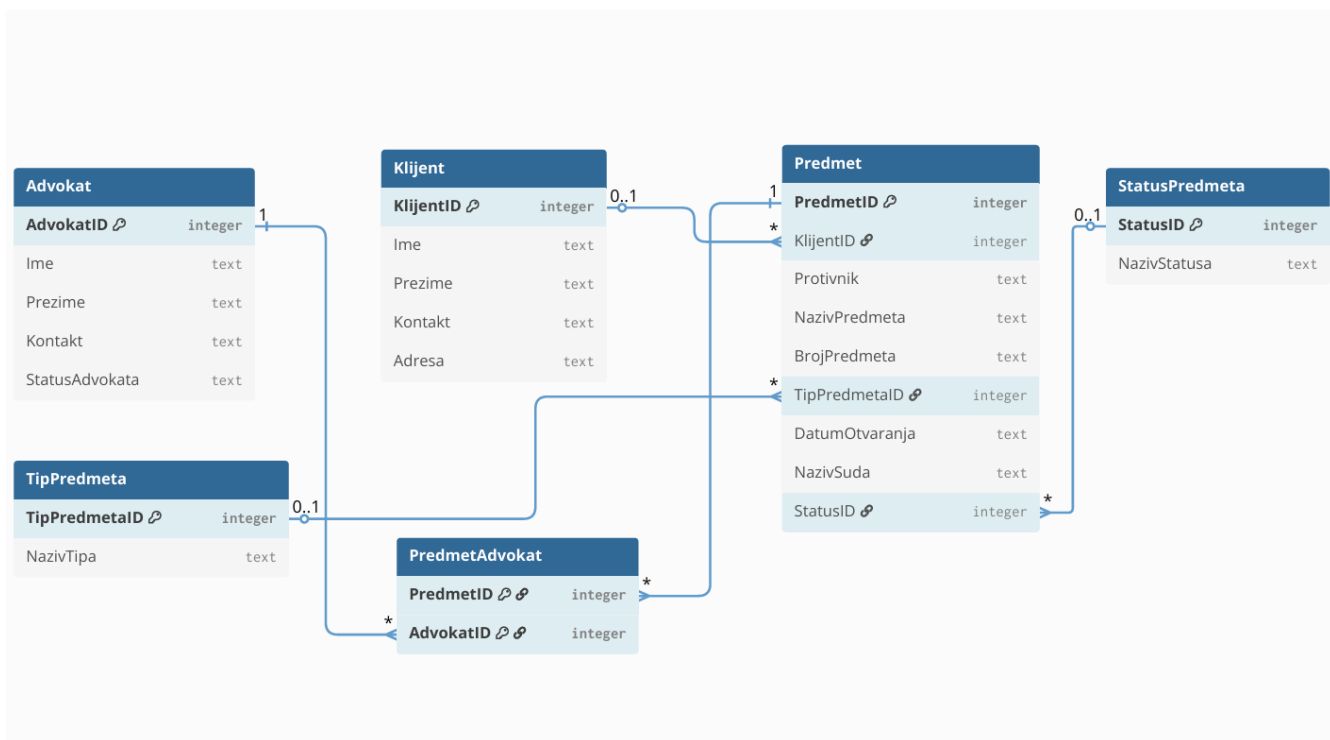 Advokat
AdvokatID integer
Ime text
Prezime text
Kontakt text
StatusAdvokata text
1
*
Klijent
KlijentID integer
Ime text
Prezime text
Kontakt text
Adresa text
0..1
*
Predmet
PredmetID integer
KlijentID integer
Protivnik text
NazivPredmeta text
BrojPredmeta text
TipPredmetaID integer
DatumOtvaranja text
NazivSuda text
StatusID integer
1
*
*
StatusPredmeta
StatusID integer
NazivStatusa text
0..1
TipPredmeta
TipPredmetaID integer
NazivTipa text
0..1
PredmetAdvokat
PredmetID integer
AdvokatID integer
*